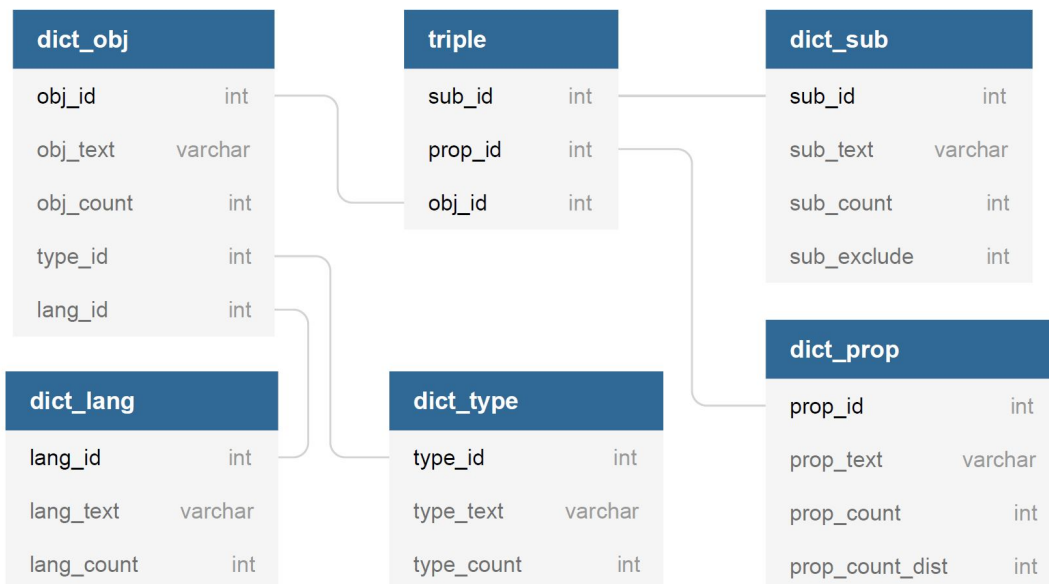 dict_obj
obj_id int
obj_text varchar
obj_count int
type_id int
lang_id int
triple
sub_id int
prop_id int
obj_id int
dict_sub
sub_id int
sub_text varchar
sub_count int
sub_exclude int
dict_lang
lang_id int
lang_text varchar
lang_count int
dict_type
type_id int
type_text varchar
type_count int
dict_prop
prop_id int
prop_text varchar
prop_count int
prop_count_dist int